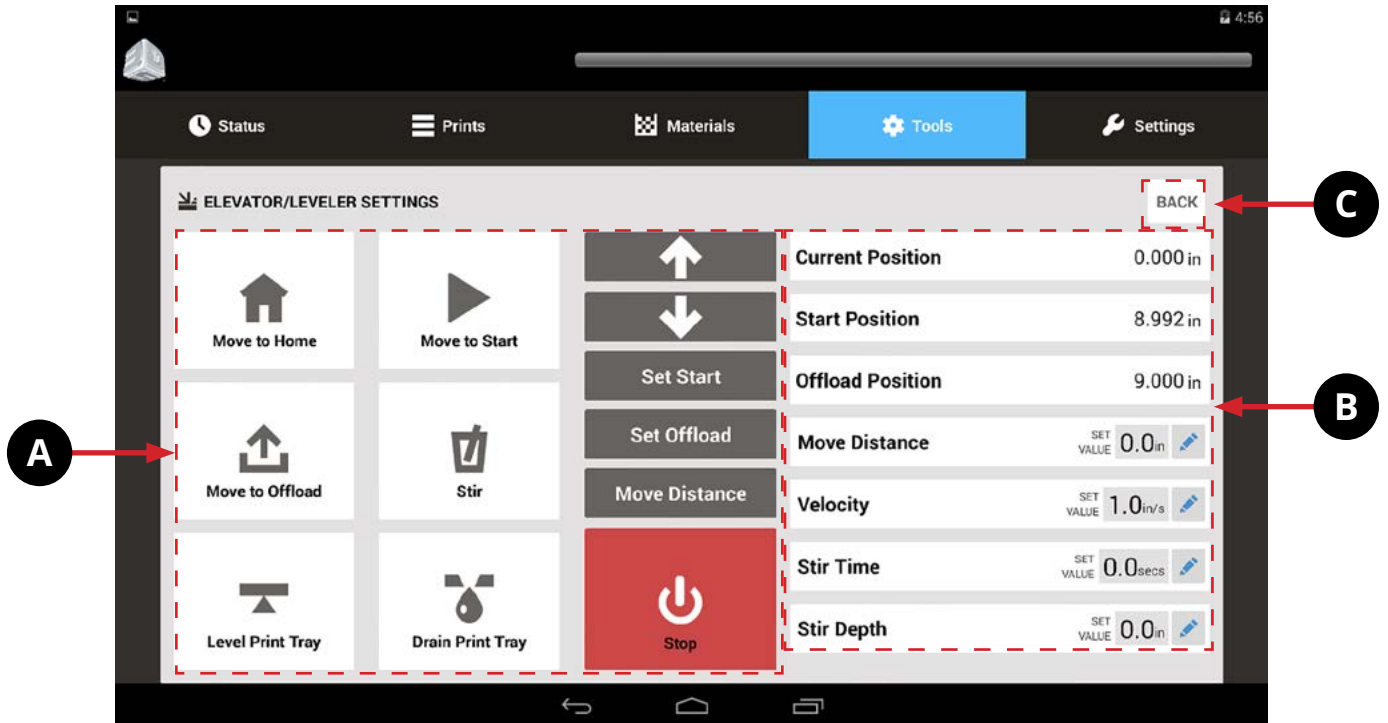 4:56
Status
Prints
Materials
Tools
Settings
ELEVATOR/LEVELER SETTINGS
BACK
C
Move to Home
Move to Start
Move to Offload
Stir
Level Print Tray
Drain Print Tray
Set Start
Set Offload
Move Distance
Stop
A
Current Position 0.000 in
Start Position 8.992 in
Offload Position 9.000 in
Move Distance SET VALUE 0.0in
Velocity SET VALUE 1.0in/s
Stir Time SET VALUE 0.0secs
Stir Depth SET VALUE 0.0in
B